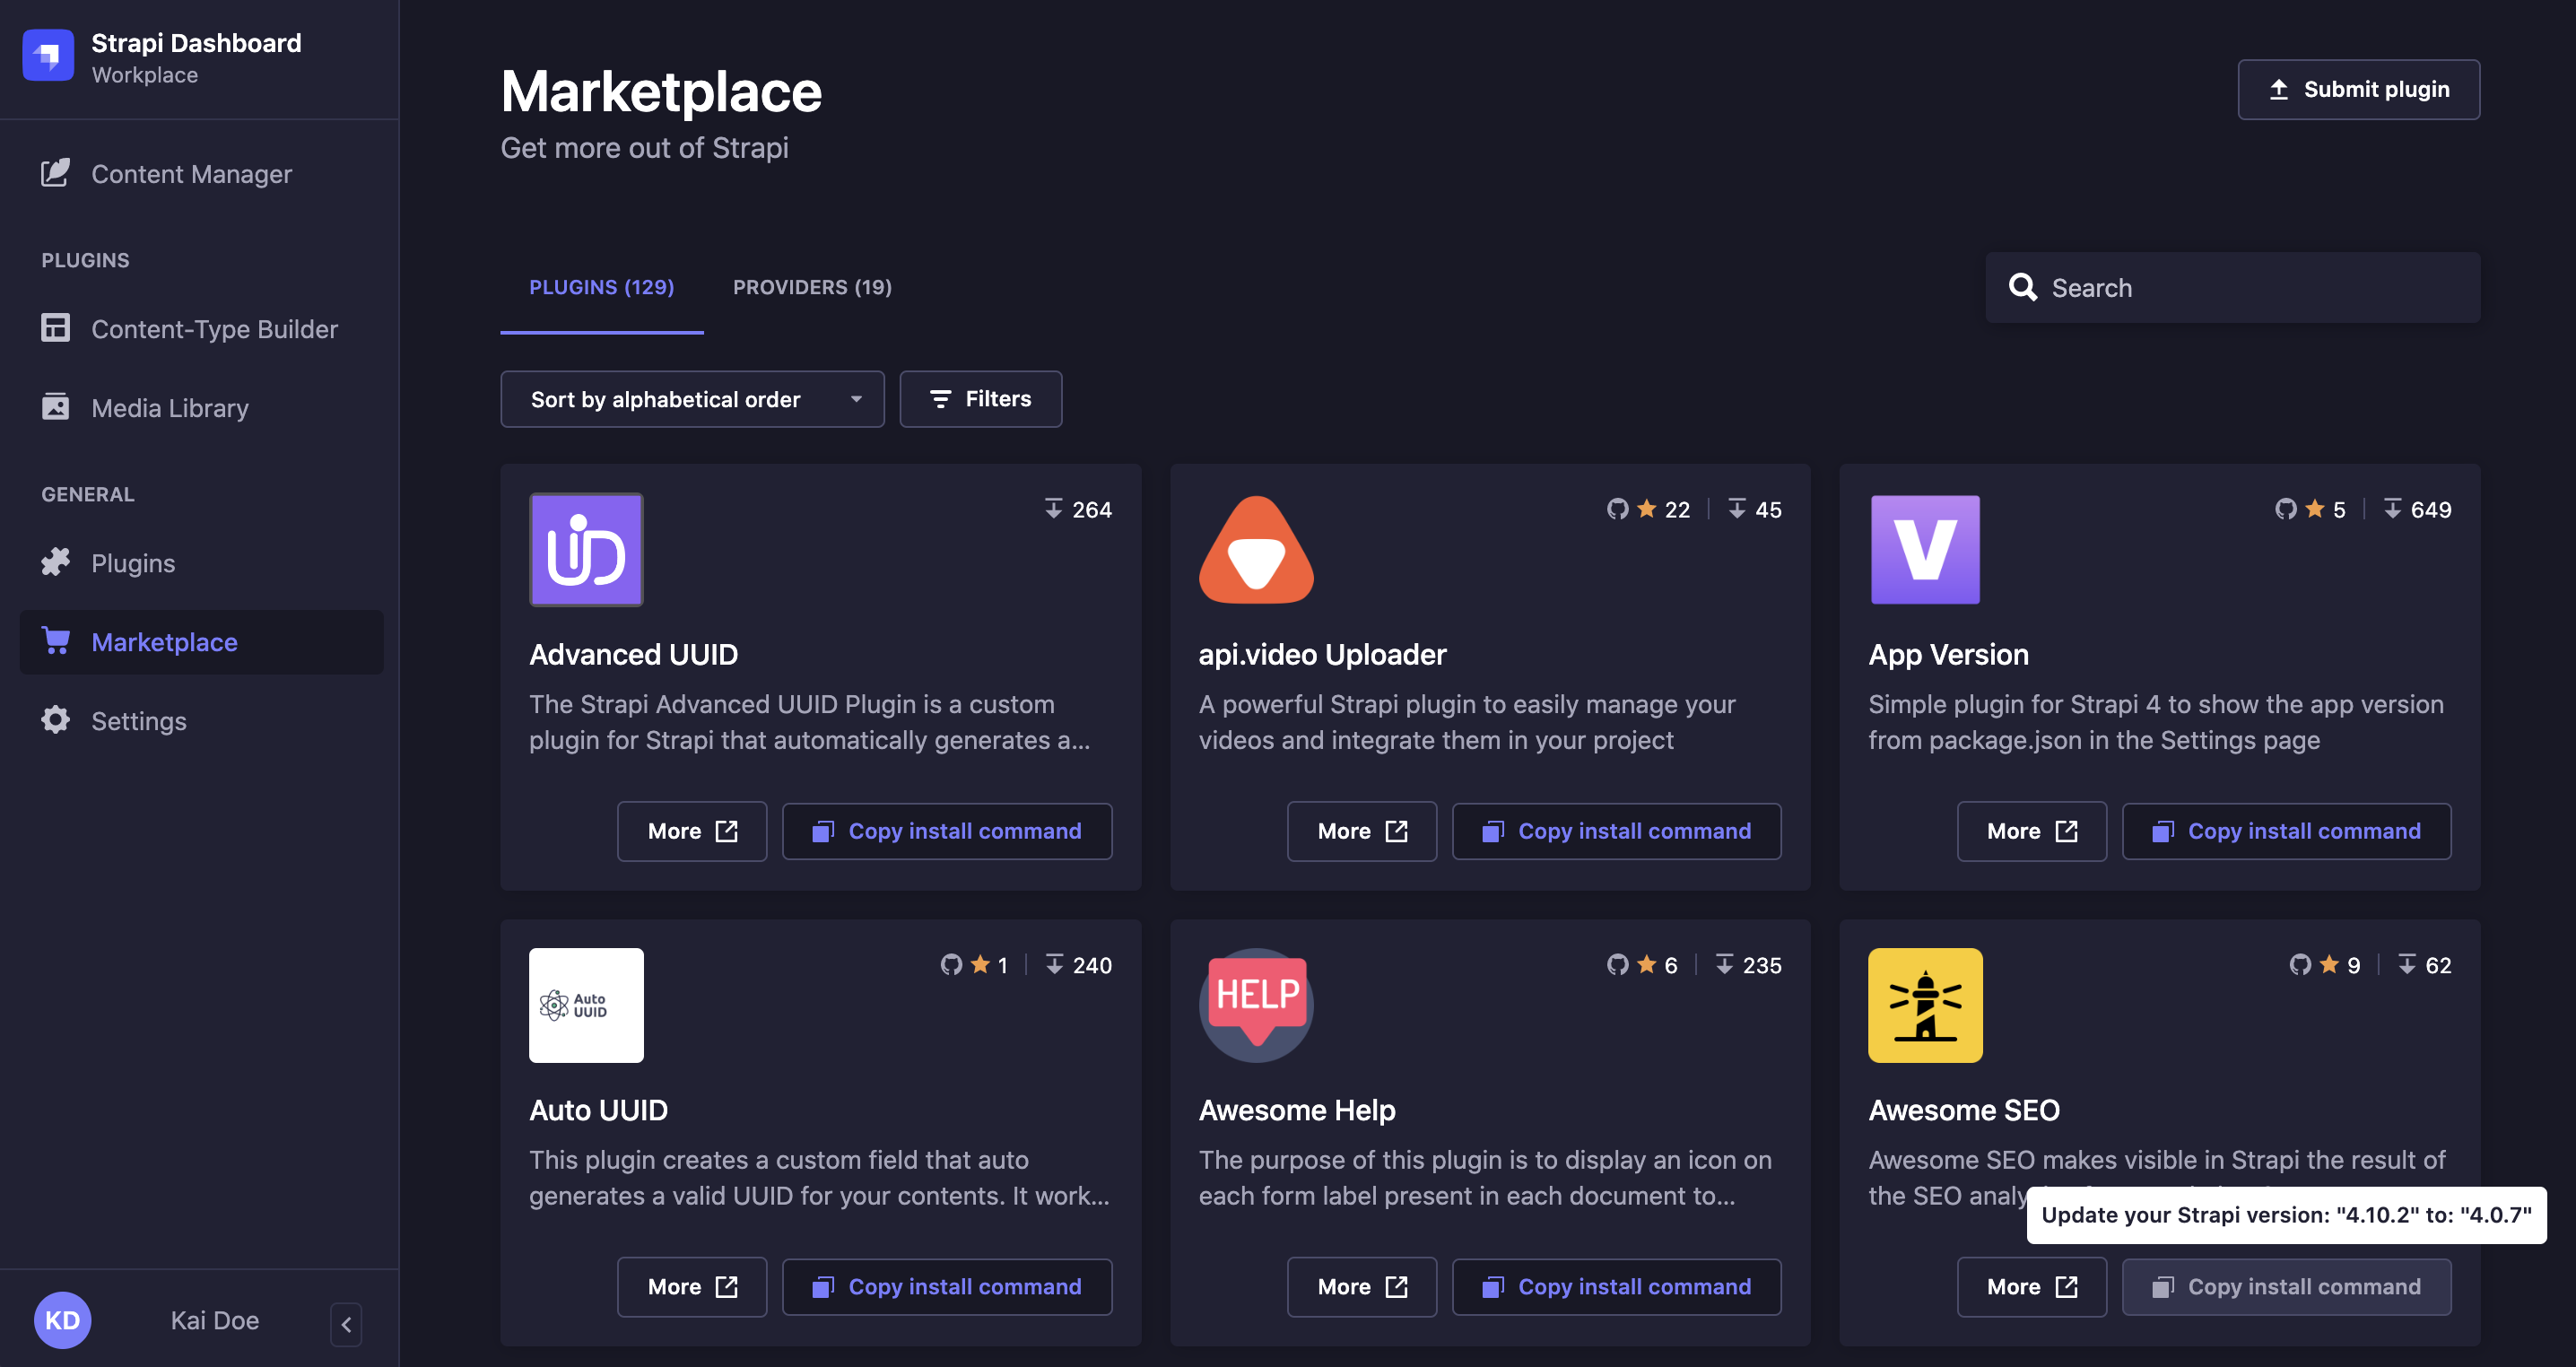 Strapi Dashboard
Workplace
Content Manager
PLUGINS
Content-Type Builder
Media Library
GENERAL
Plugins
Marketplace
Settings
KD
Kai Doe
Marketplace
Get more out of Strapi
Submit plugin
PLUGINS (129)
PROVIDERS (19)
Search
Sort by alphabetical order
Filters
UiD
264
Advanced UUID
The Strapi Advanced UUID Plugin is a custom
plugin for Strapi that automatically generates a...
More
Copy install command
22
45
api.video Uploader
A powerful Strapi plugin to easily manage your
videos and integrate them in your project
More
Copy install command
V
5
649
App Version
Simple plugin for Strapi 4 to show the app version
from package.json in the Settings page
More
Copy install command
Auto
UUID
1
240
Auto UUID
This plugin creates a custom field that auto
generates a valid UUID for your contents. It work...
More
Copy install command
HELP
6
235
Awesome Help
The purpose of this plugin is to display an icon on
each form label present in each document to...
More
Copy install command
9
62
Awesome SEO
Awesome SEO makes visible in Strapi the result of
the SEO
Update your Strapi version: "4.10.2" to: "4.0.7"
More
Copy install command